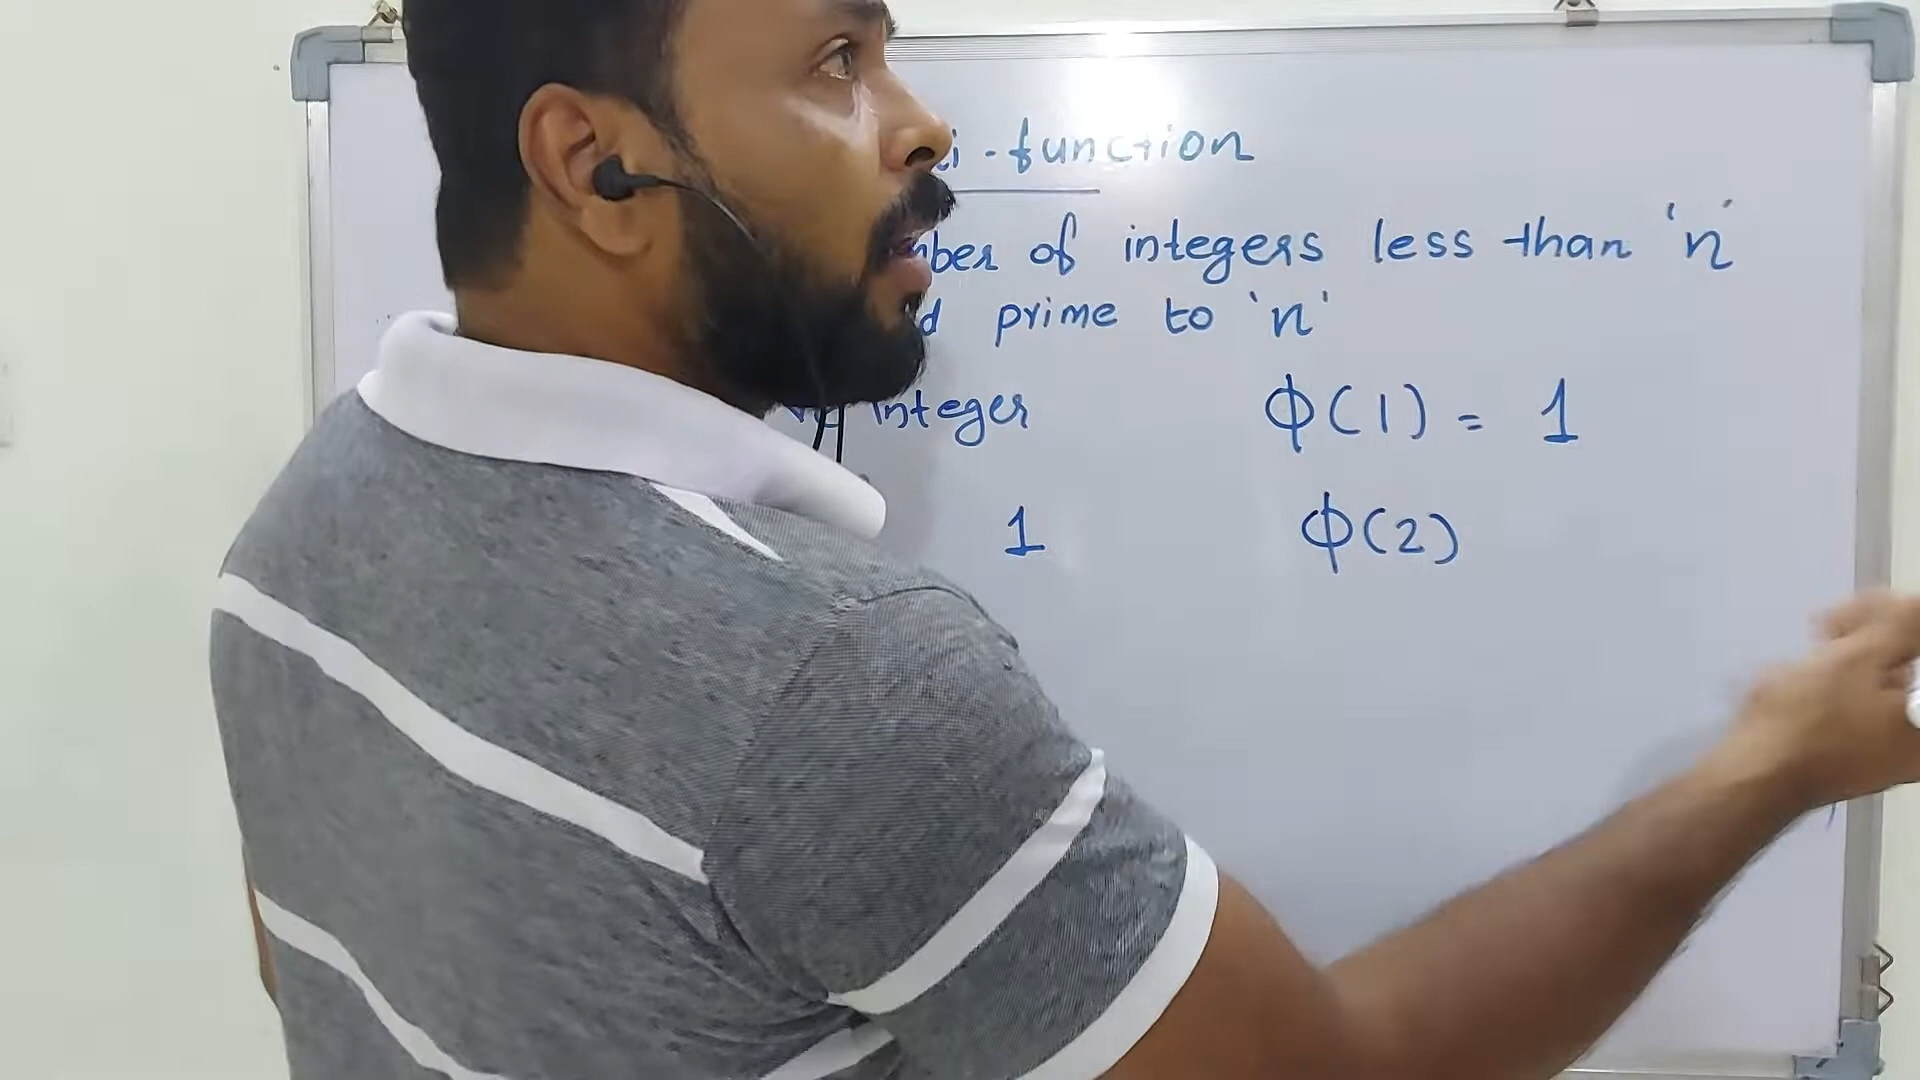 function
of integers less than 'n'
prime to 'n'
integer φ(1) = 1
1 φ(2)